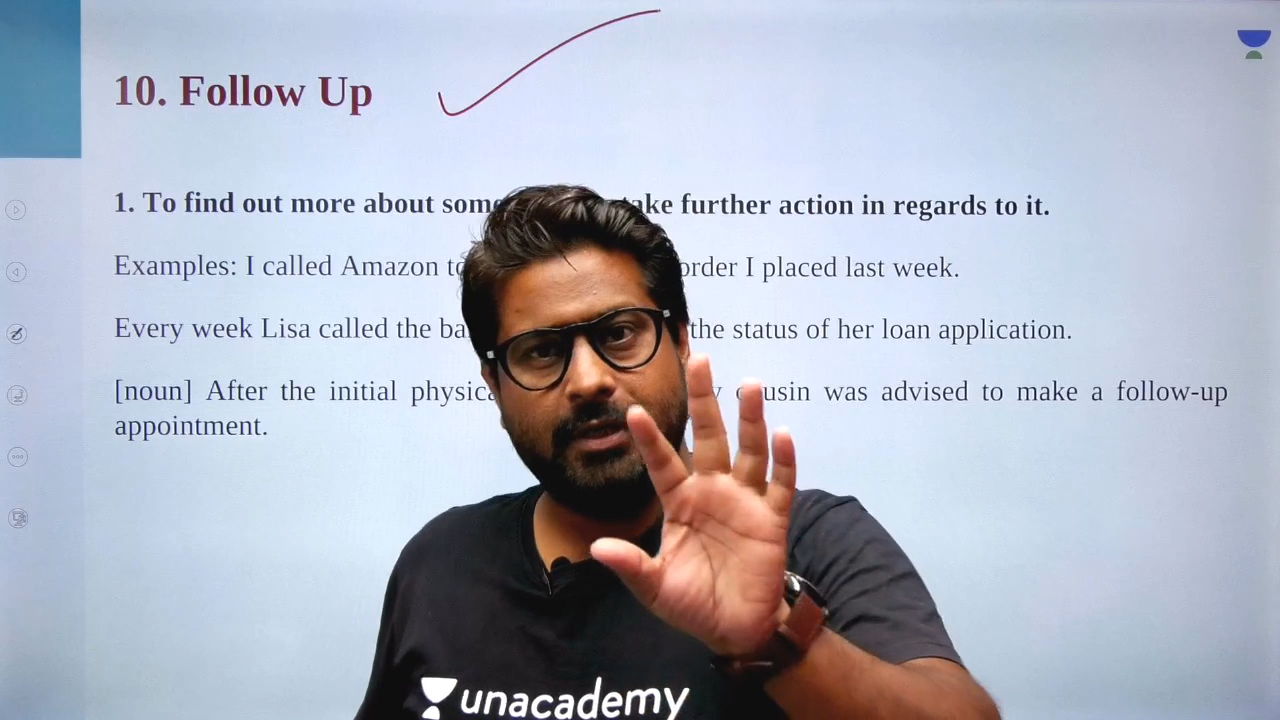 10. Follow Up
1. To find out more about some take further action in regards to it.
Examples: I called Amazon to order I placed last week.
Every week Lisa called the ba the status of her loan application.
[noun] After the initial physica cousin was advised to make a follow-up
appointment.
unacademy